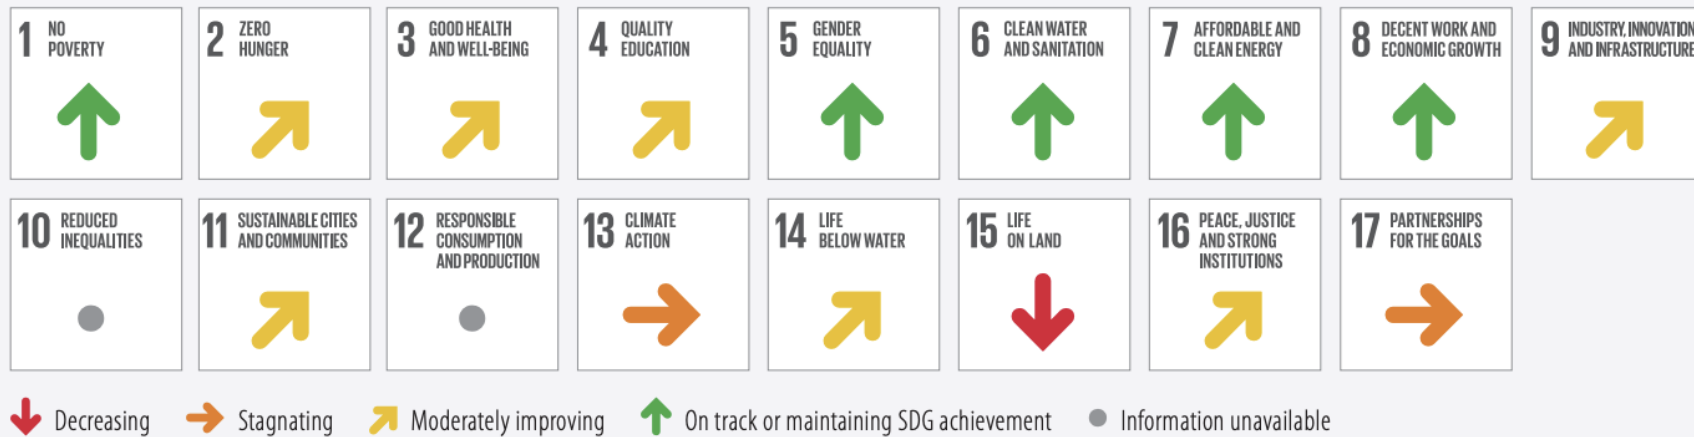 1 NO
POVERTY
2 ZERO
HUNGER
3 GOOD HEALTH
AND WELL-BEING
4 QUALITY
EDUCATION
5 GENDER
EQUALITY
6 CLEAN WATER
AND SANITATION
7 AFFORDABLE AND
CLEAN ENERGY
8 DECENT WORK AND
ECONOMIC GROWTH
9 INDUSTRY, INNOVATION
AND INFRASTRUCTURE
10 REDUCED
INEQUALITIES
11 SUSTAINABLE CITIES
AND COMMUNITIES
12 RESPONSIBLE
CONSUMPTION
AND PRODUCTION
13 CLIMATE
ACTION
14 LIFE
BELOW WATER
15 LIFE
ON LAND
16 PEACE, JUSTICE
AND STRONG
INSTITUTIONS
17 PARTNERSHIPS
FOR THE GOALS
Decreasing
Stagnating
Moderately improving
On track or maintaining SDG achievement
Information unavailable